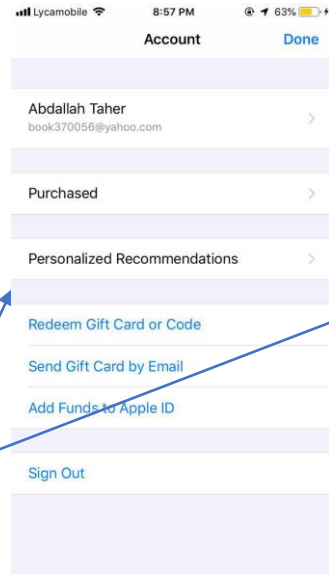 Lycamobile 8:57 PM 63%
Account Done
Abdallah Taher
book370056@yahoo.com
Purchased
Personalized Recommendations
Redeem Gift Card or Code
Send Gift Card by Email
Add Funds to Apple ID
Sign Out